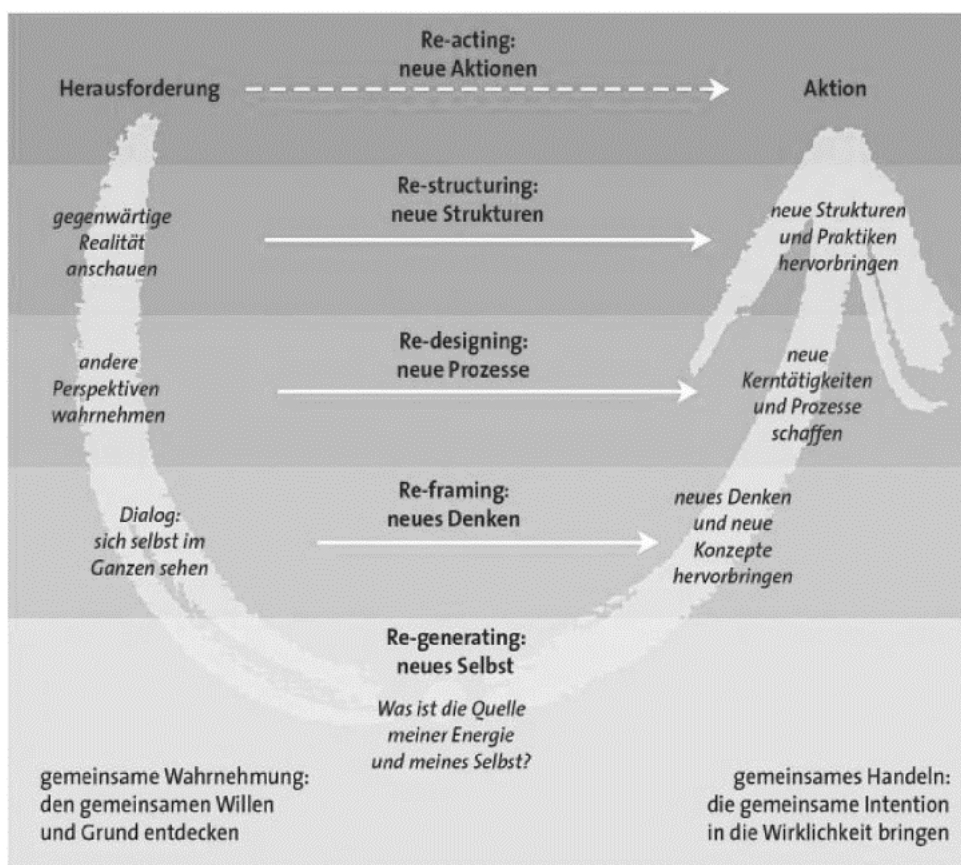 Re-acting:
neue Aktionen
Herausforderung
Aktion
Re-structuring:
neue Strukturen
gegenwärtige
Realität
anschauen
neue Strukturen
und Praktiken
hervorbringen
Re-designing:
neue Prozesse
andere
Perspektiven
wahrnehmen
neue
Kerntätigkeiten
und Prozesse
schaffen
Re-framing:
neues Denken
Dialog:
sich selbst im
Ganzen sehen
neues Denken
und neue
Konzepte
hervorbringen
Re-generating:
neues Selbst
Was ist die Quelle
meiner Energie
und meines Selbst?
gemeinsame Wahrnehmung:
den gemeinsamen Willen
und Grund entdecken
gemeinsames Handeln:
die gemeinsame Intention
in die Wirklichkeit bringen